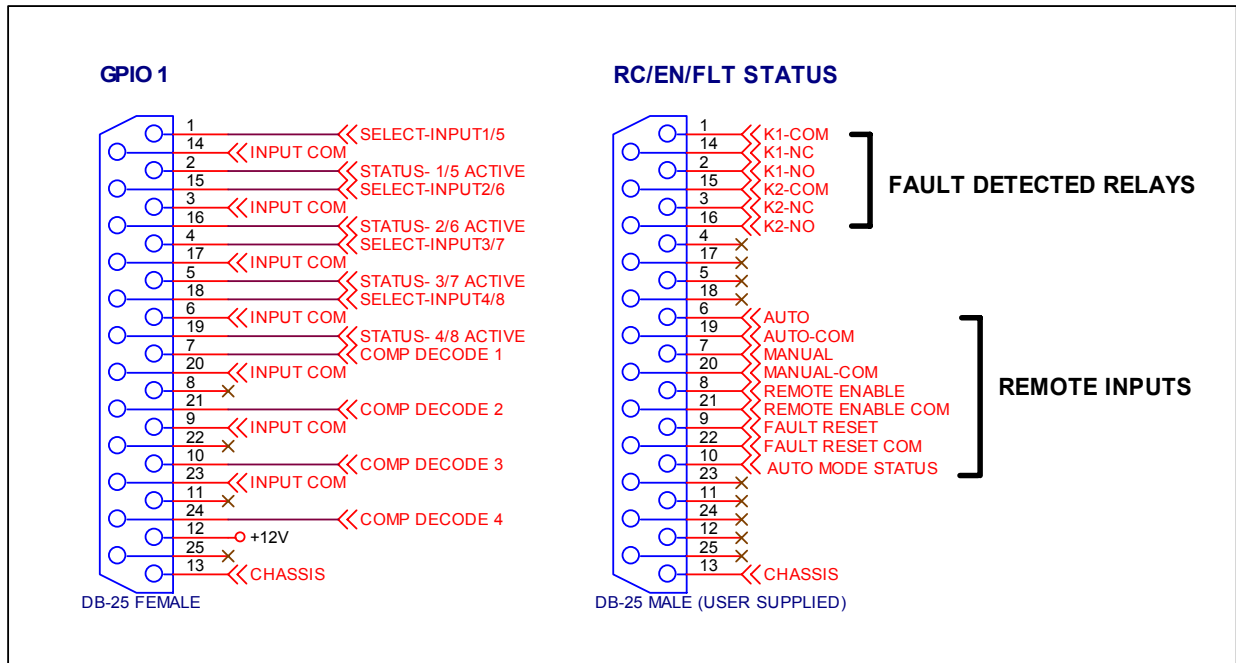 GPIO 1
1 SELECT-INPUT1/5
14 INPUT COM
2 STATUS- 1/5 ACTIVE
15 SELECT-INPUT2/6
3 INPUT COM
16 STATUS- 2/6 ACTIVE
4 SELECT-INPUT3/7
17 INPUT COM
5 STATUS- 3/7 ACTIVE
18 SELECT-INPUT4/8
6 INPUT COM
19 STATUS- 4/8 ACTIVE
7 COMP DECODE 1
20 INPUT COM
8
21 COMP DECODE 2
9 INPUT COM
22
10 COMP DECODE 3
23 INPUT COM
11
24 COMP DECODE 4
12 +12V
25
13 CHASSIS
DB-25 FEMALE
RC/EN/FLT STATUS
1 K1-COM
14 K1-NC
2 K1-NO
15 K2-COM
3 K2-NC
16 K2-NO
FAULT DETECTED RELAYS
4
17
5
18
6 AUTO
19 AUTO-COM
7 MANUAL
20 MANUAL-COM
8 REMOTE ENABLE
21 REMOTE ENABLE COM
9 FAULT RESET
22 FAULT RESET COM
10 AUTO MODE STATUS
REMOTE INPUTS
23
11
24
12
25
13 CHASSIS
DB-25 MALE (USER SUPPLIED)